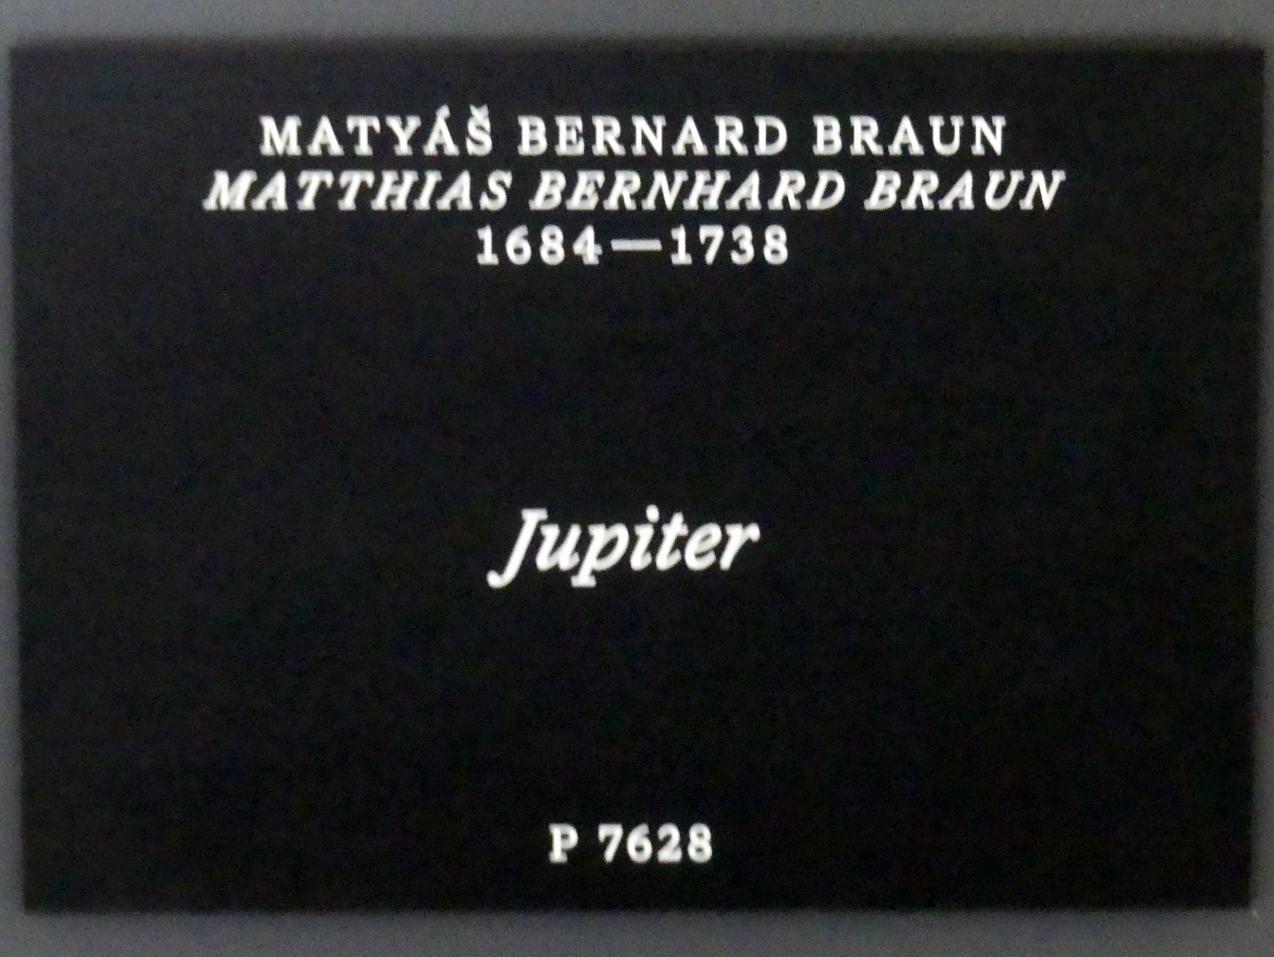 MATYÁŠ BERNARD BRAUN
MATTHIAS BERNHARD BRAUN
1684—1738
Jupiter
P 7628